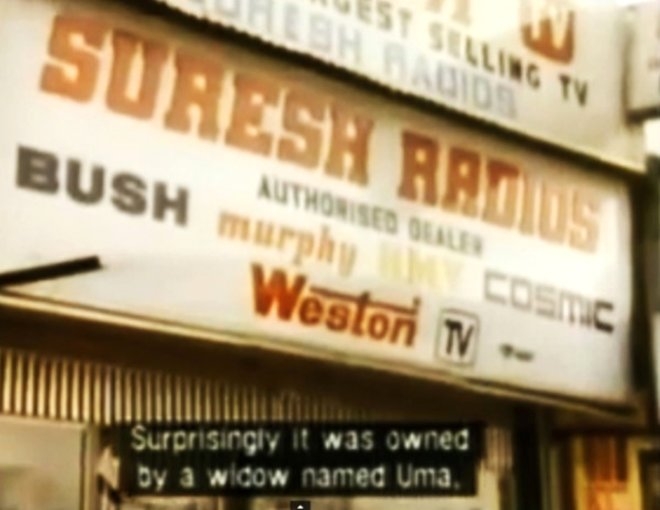 GEST SELLING TV
SURESH RADIOS
SURESH RADIOS
AUTHORISED DEALER
BUSH murphy HMV COSMIC
Weston TV
Surprisingly it was owned
by a widow named Uma.